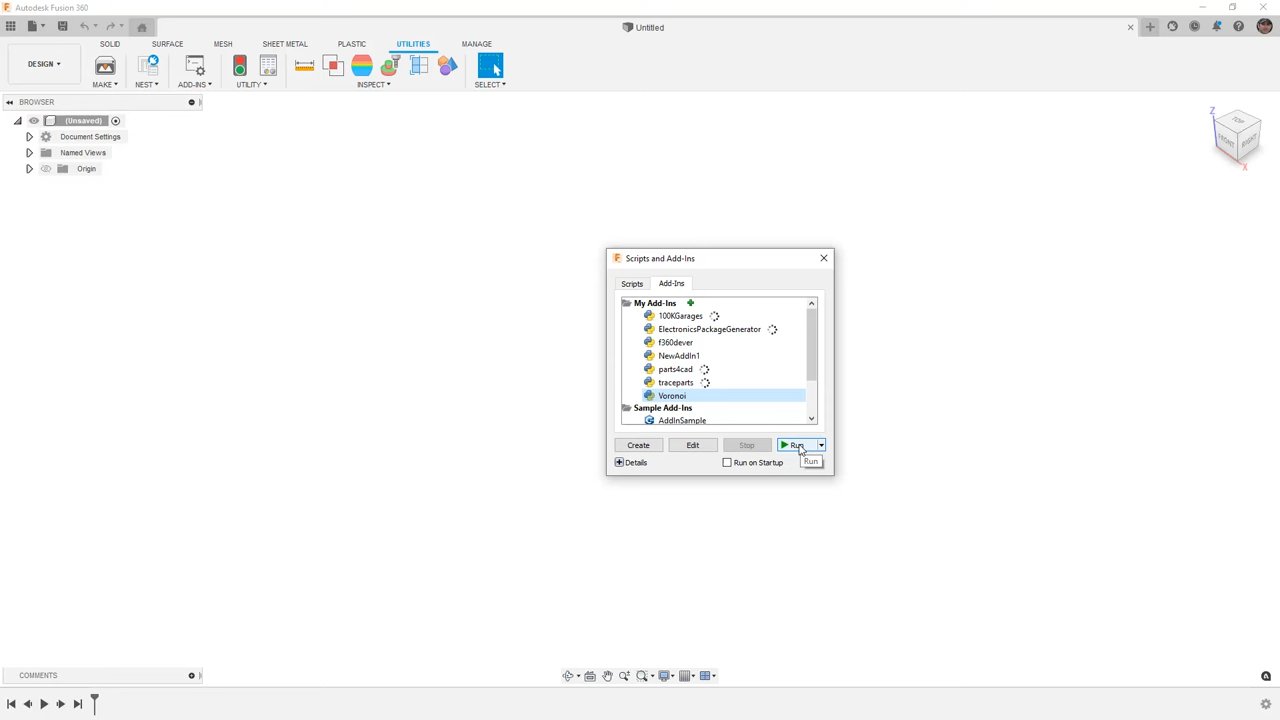 Autodesk Fusion 360
Untitled
SOLID
SURFACE
MESH
SHEET METAL
PLASTIC
UTILITIES
MANAGE
DESIGN
MAKE
NEST
ADD-INS
UTILITY
INSPECT
SELECT
BROWSER
(Unsaved)
Document Settings
Named Views
Origin
Z
TOP
FRONT
RIGHT
X
Scripts and Add-Ins
Scripts
Add-Ins
My Add-Ins
100KGarages
ElectronicsPackageGenerator
f360dever
NewAddIn1
parts4cad
traceparts
Voronoi
Sample Add-Ins
AddInSample
Create
Edit
Stop
Run
Details
Run on Startup
Run
COMMENTS